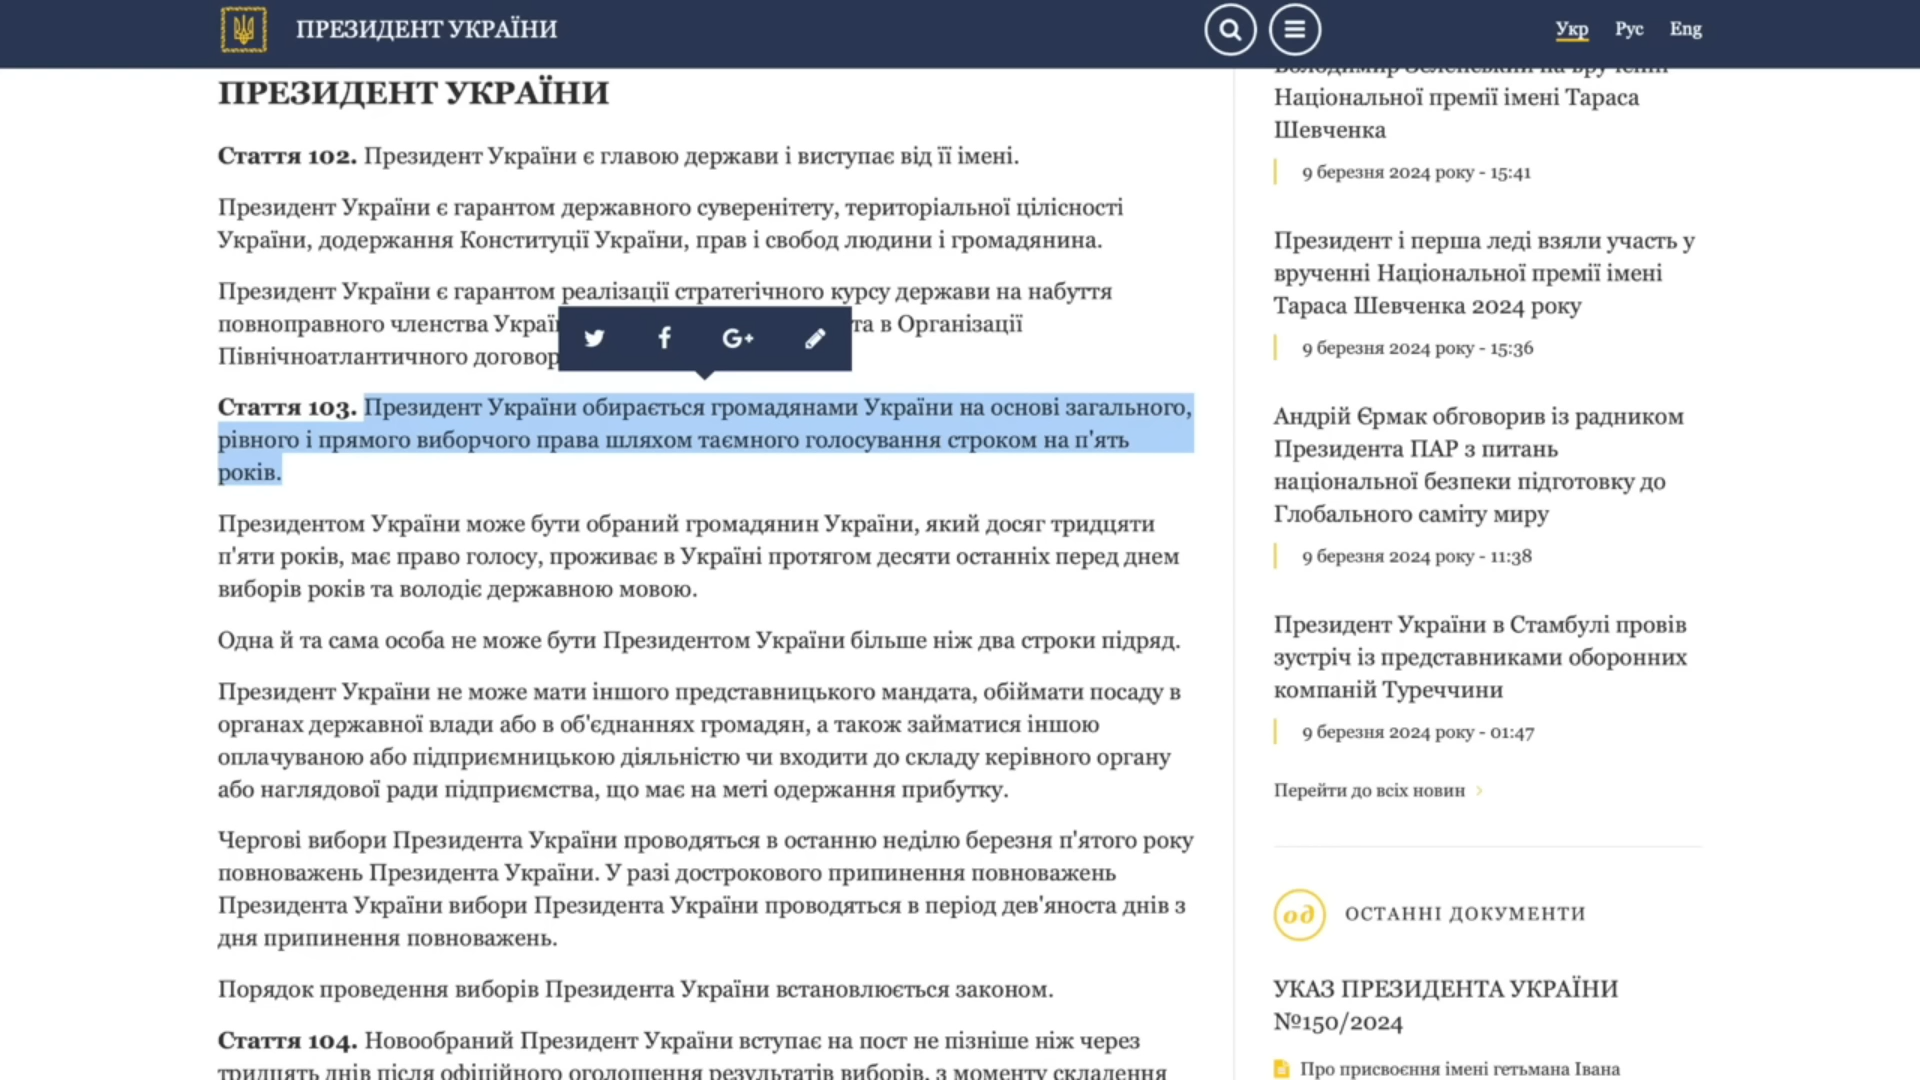 ПРЕЗИДЕНТ УКРАЇНИ
Укр Рус Eng
ПРЕЗИДЕНТ УКРАЇНИ
Стаття 102. Президент України є главою держави і виступає від її імені.
Президент України є гарантом державного суверенітету, територіальної цілісності
України, додержання Конституції України, прав і свобод людини і громадянина.
Президент України є гарантом реалізації стратегічного курсу держави на набуття
повноправного членства Украї та в Організації
Північноатлантичного договор
G+
Стаття 103. Президент України обирається громадянами України на основі загального,
рівного і прямого виборчого права шляхом таємного голосування строком на п'ять
років.
Президентом України може бути обраний громадянин України, який досяг тридцяти
п'яти років, має право голосу, проживає в Україні протягом десяти останніх перед днем
виборів років та володіє державною мовою.
Одна й та сама особа не може бути Президентом України більше ніж два строки підряд.
Президент України не може мати іншого представницького мандата, обіймати посаду в
органах державної влади або в об'єднаннях громадян, а також займатися іншою
оплачуваною або підприємницькою діяльністю чи входити до складу керівного органу
або наглядової ради підприємства, що має на меті одержання прибутку.
Чергові вибори Президента України проводяться в останню неділю березня п'ятого року
повноважень Президента України. У разі дострокового припинення повноважень
Президента України вибори Президента України проводяться в період дев'яноста днів з
дня припинення повноважень.
Порядок проведення виборів Президента України встановлюється законом.
Стаття 104. Новообраний Президент України вступає на пост не пізніше ніж через
тридцять днів після офіційного оголошення результатів виборів, з моменту складення
Володимир Зеленський на врученні
Національної премії імені Тараса
Шевченка
9 березня 2024 року - 15:41
Президент і перша леді взяли участь у
врученні Національної премії імені
Тараса Шевченка 2024 року
9 березня 2024 року - 15:36
Андрій Єрмак обговорив із радником
Президента ПАР з питань
національної безпеки підготовку до
Глобального саміту миру
9 березня 2024 року - 11:38
Президент України в Стамбулі провів
зустріч із представниками оборонних
компаній Туреччини
9 березня 2024 року - 01:47
Перейти до всіх новин
од ОСТАННІ ДОКУМЕНТИ
УКАЗ ПРЕЗИДЕНТА УКРАЇНИ
№150/2024
Про присвоєння імені гетьмана Івана